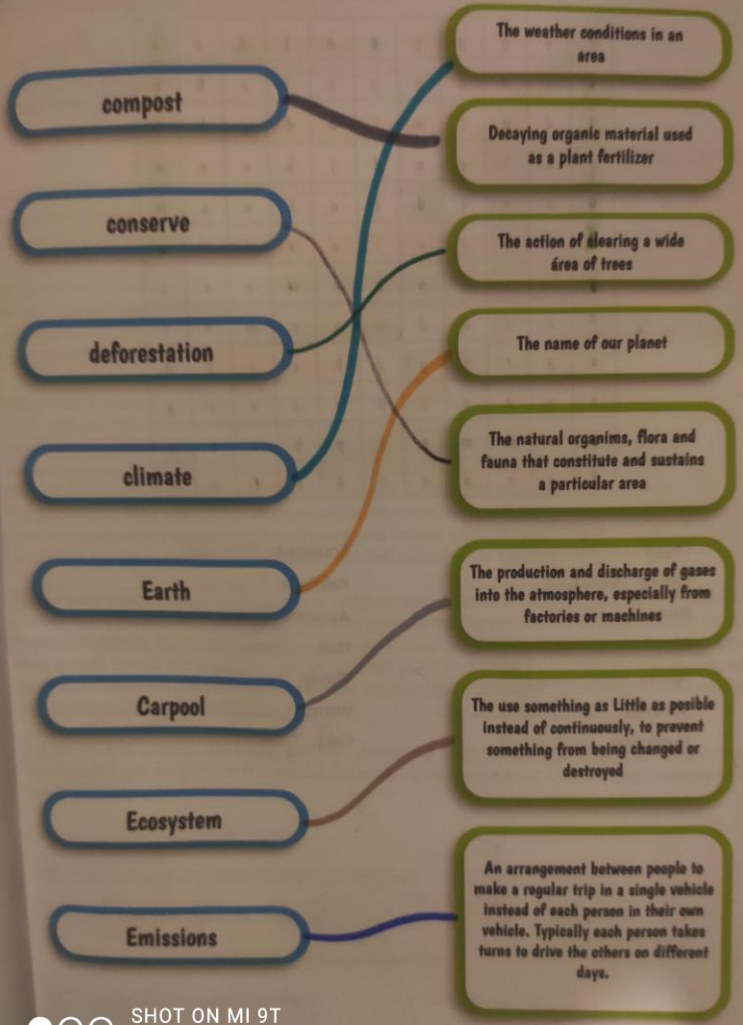 compost
conserve
deforestation
climate
Earth
Carpool
Ecosystem
Emissions
The weather conditions in an
area
Decaying organic material used
as a plant fertilizer
The action of clearing a wide
área of trees
The name of our planet
The natural organims, flora and
fauna that constitute and sustains
a particular area
The production and discharge of gases
into the atmosphere, especially from
factories or machines
The use something as Little as posible
instead of continuously, to prevent
something from being changed or
destroyed
An arrangement between people to
make a regular trip in a single vehicle
instead of each person in their own
vehicle. Typically each person takes
turns to drive the others on different
days.
SHOT ON MI 9T